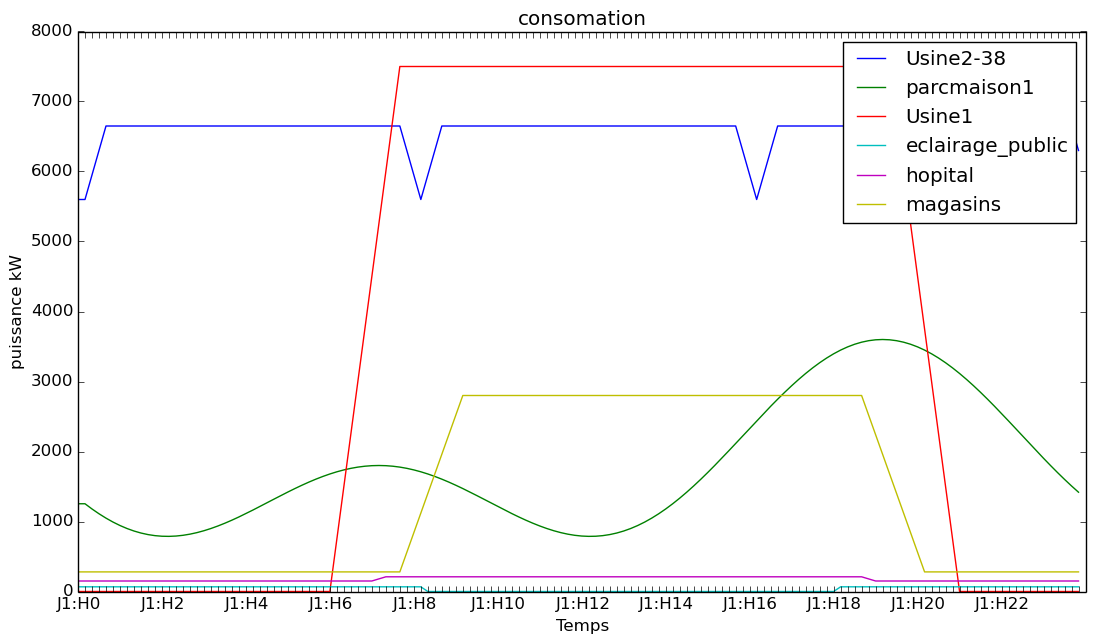 consomation
8000
7000
6000
5000
4000
3000
2000
1000
0
puissance kW
Usine2-38
parcmaison1
Usine1
eclairage_public
hopital
magasins
J1:H0 J1:H2 J1:H4 J1:H6 J1:H8 J1:H10 J1:H12 J1:H14 J1:H16 J1:H18 J1:H20 J1:H22
Temps